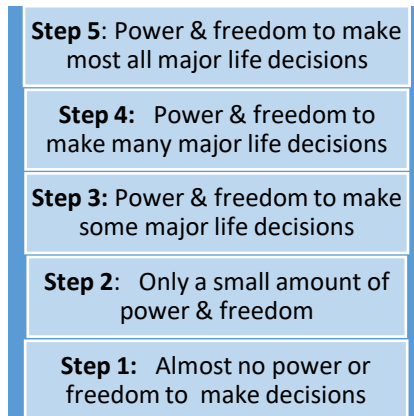 Step 5: Power & freedom to make
most all major life decisions
Step 4: Power & freedom to
make many major life decisions
Step 3: Power & freedom to make
some major life decisions
Step 2: Only a small amount of
power & freedom
Step 1: Almost no power or
freedom to make decisions